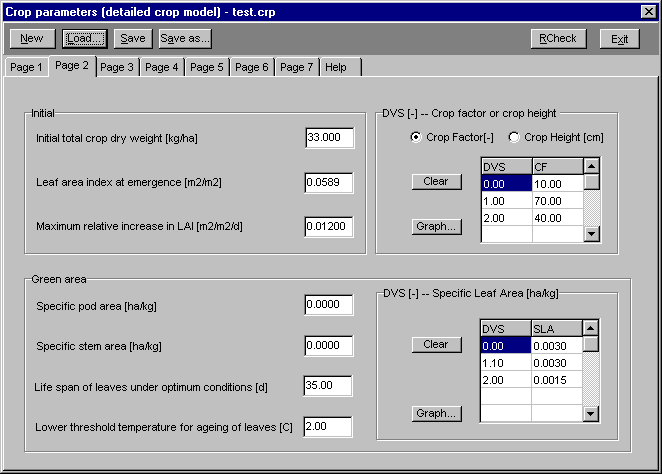 Crop parameters (detailed crop model) - test.crp
New Load... Save Save as... RCheck Exit
Page 1 Page 2 Page 3 Page 4 Page 5 Page 6 Page 7 Help
Initial
Initial total crop dry weight [kg/ha] 33.000
Leaf area index at emergence [m2/m2] 0.0589
Maximum relative increase in LAI [m2/m2/d] 0.01200
DVS [-] -- Crop factor or crop height
Crop Factor[-] Crop Height [cm]
Clear
Graph...
DVS CF
0.00 10.00
1.00 70.00
2.00 40.00
Green area
Specific pod area [ha/kg] 0.0000
Specific stem area [ha/kg] 0.0000
Life span of leaves under optimum conditions [d] 35.00
Lower threshold temperature for ageing of leaves [C] 2.00
DVS [-] -- Specific Leaf Area [ha/kg]
Clear
Graph...
DVS SLA
0.00 0.0030
1.10 0.0030
2.00 0.0015